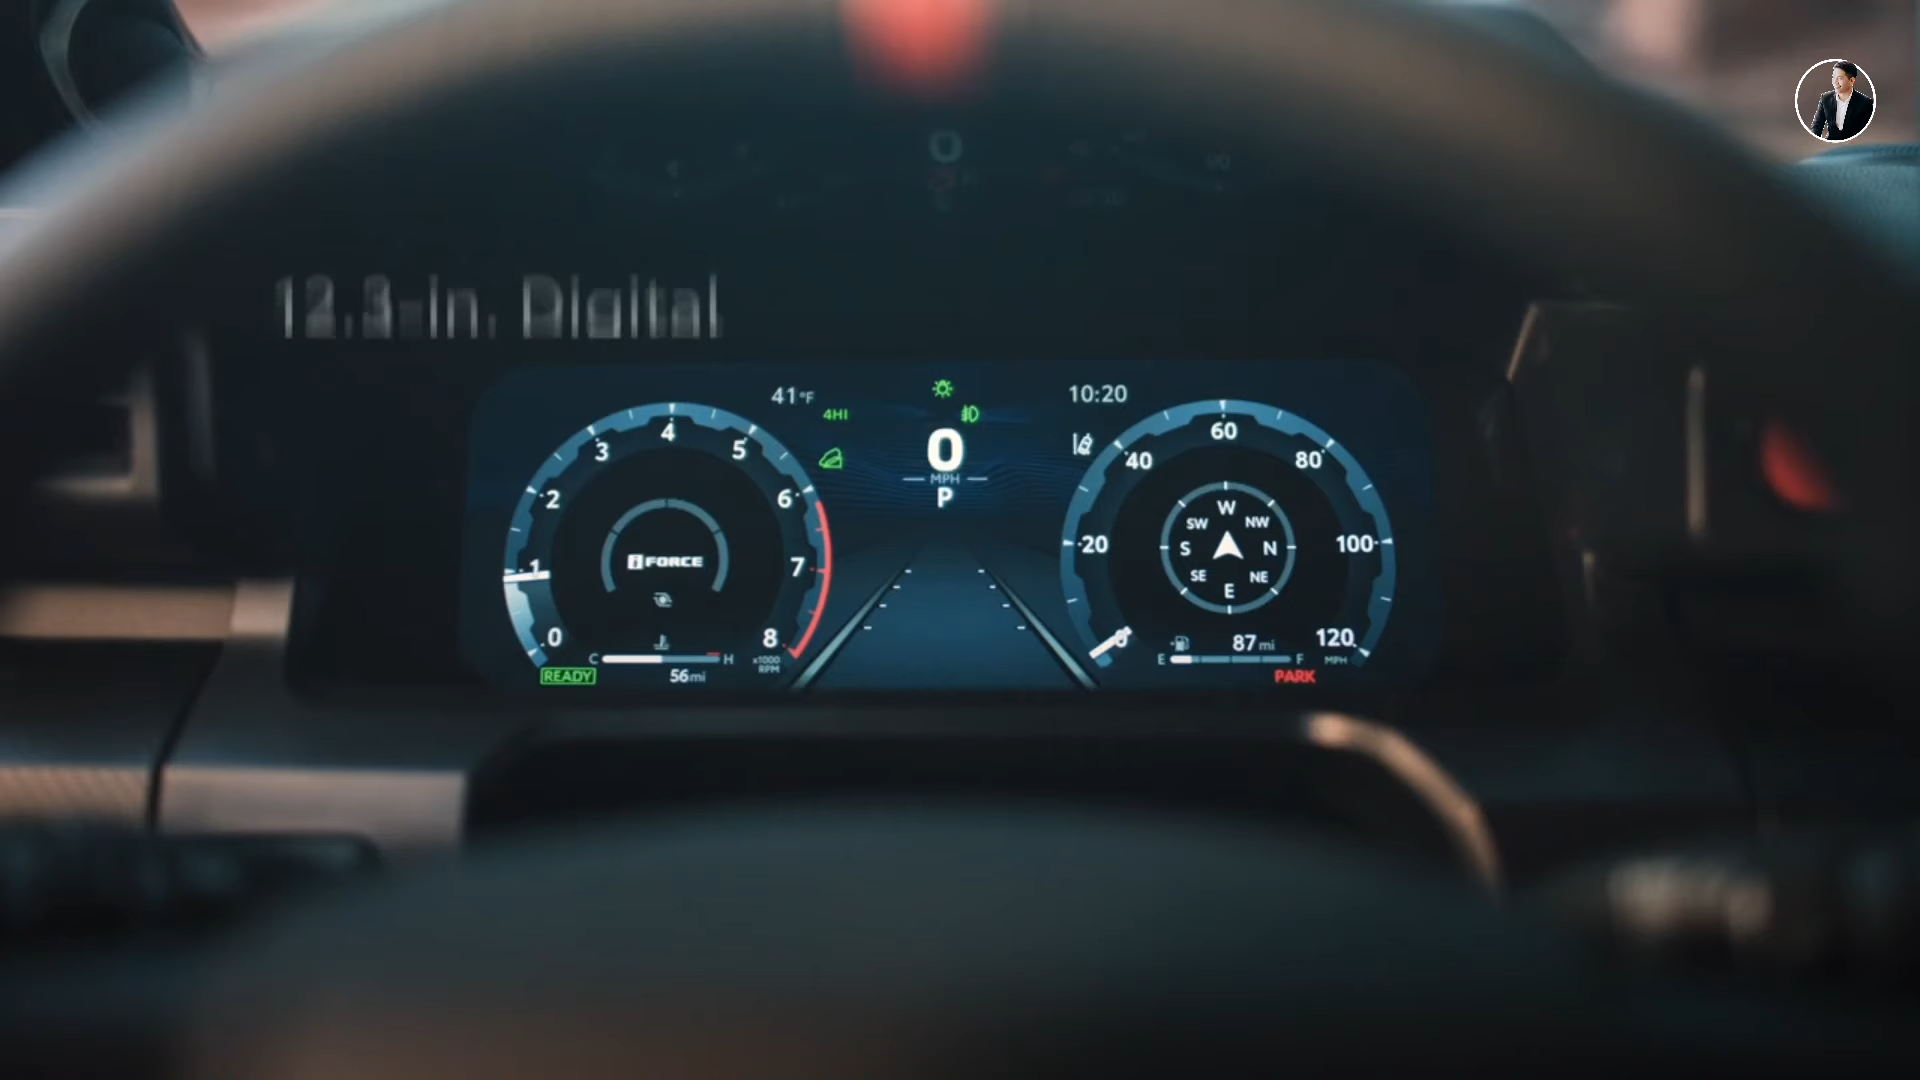 12.3-in. Digital
41°F
4HI
10:20
0
MPH
P
0
1
2
3
4
5
6
7
8
x1000
RPM
i FORCE
C
H
READY
56mi
0
20
40
60
80
100
120
MPH
W
SW
NW
S
N
SE
NE
E
87mi
E
F
PARK